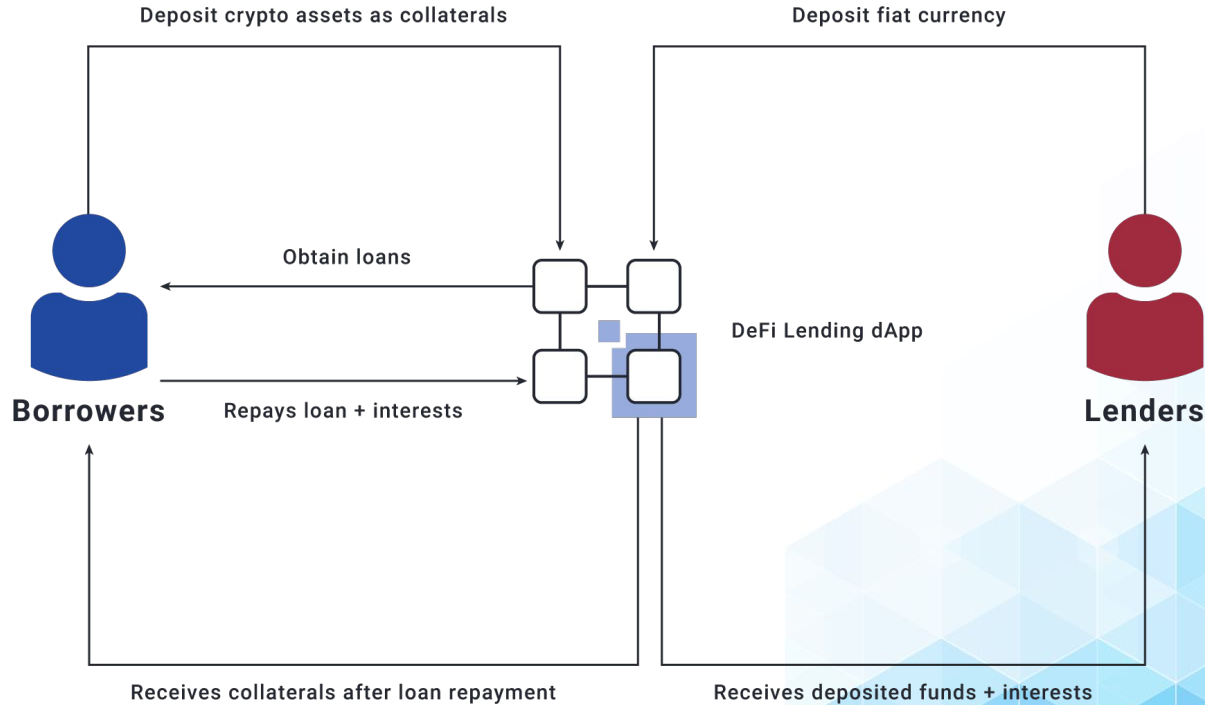 Deposit crypto assets as collaterals
Deposit fiat currency
Obtain loans
DeFi Lending dApp
Borrowers
Repays loan + interests
Lenders
Receives collaterals after loan repayment
Receives deposited funds + interests